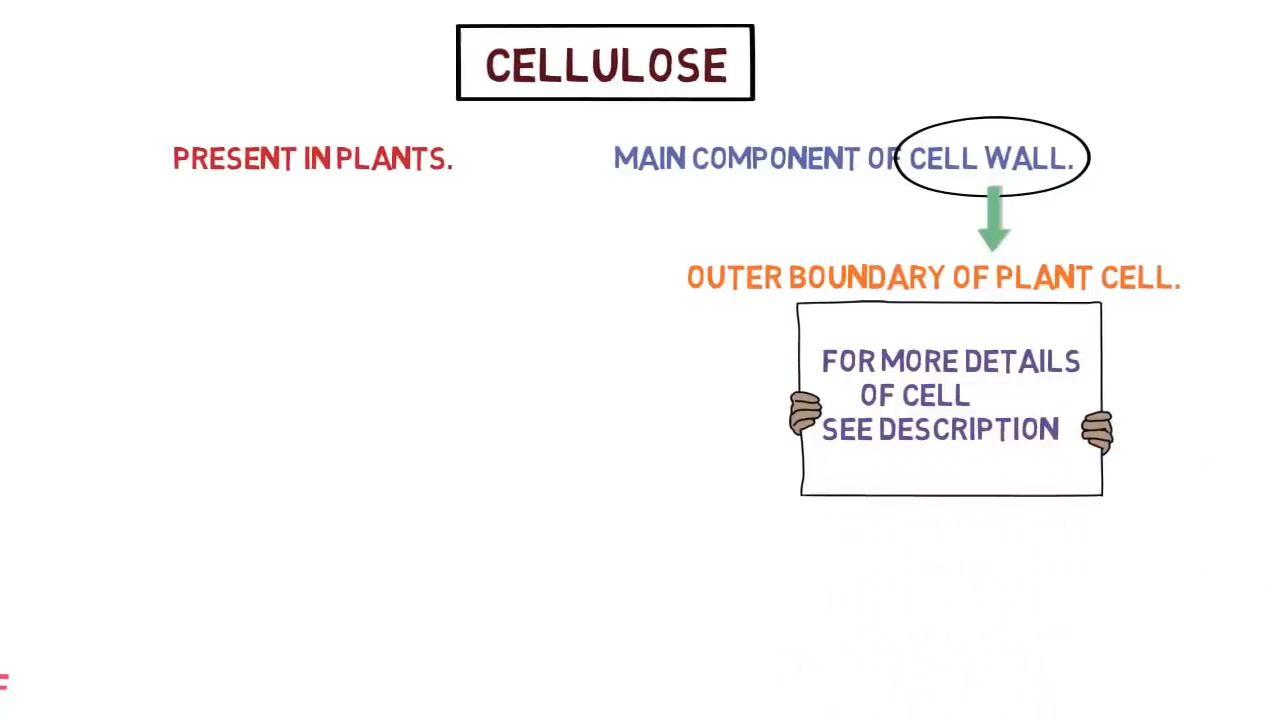 CELLULOSE
PRESENT IN PLANTS.
MAIN COMPONENT OF CELL WALL.
OUTER BOUNDARY OF PLANT CELL.
FOR MORE DETAILS
OF CELL
SEE DESCRIPTION